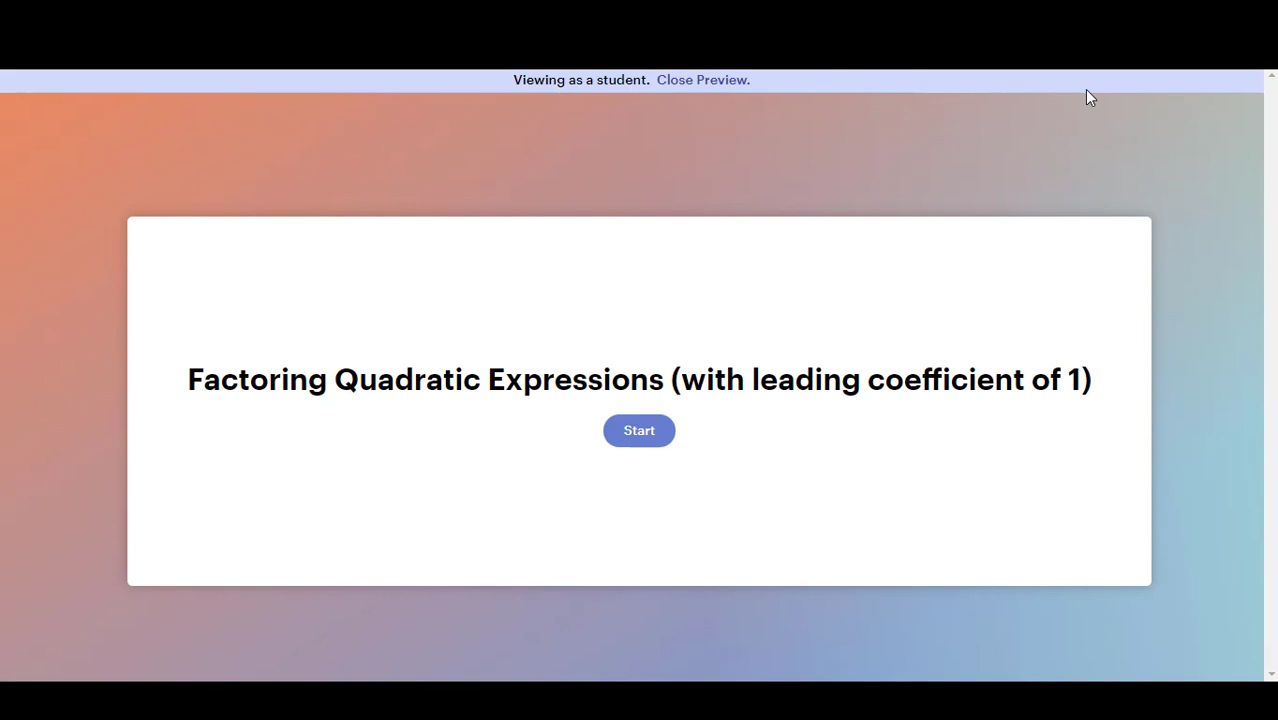 Viewing as a student. Close Preview.
Factoring Quadratic Expressions (with leading coefficient of 1)
Start